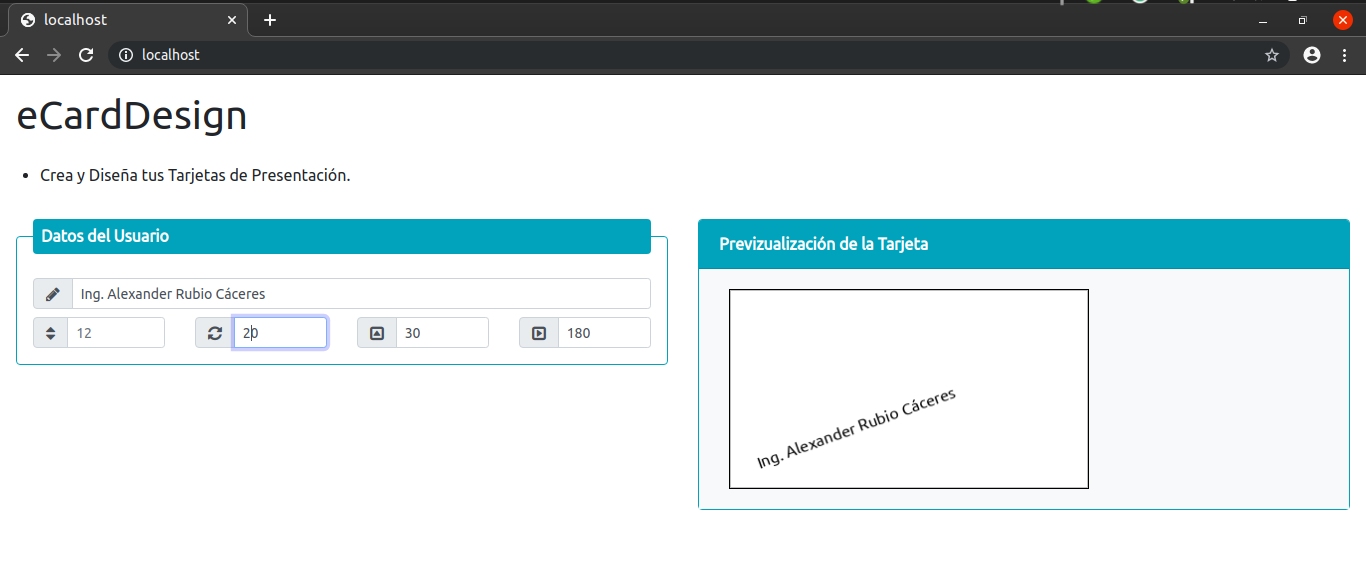 localhost
localhost
eCardDesign
• Crea y Diseña tus Tarjetas de Presentación.
Datos del Usuario
Ing. Alexander Rubio Cáceres
12 20 30 180
Previzualización de la Tarjeta
Ing. Alexander Rubio Cáceres